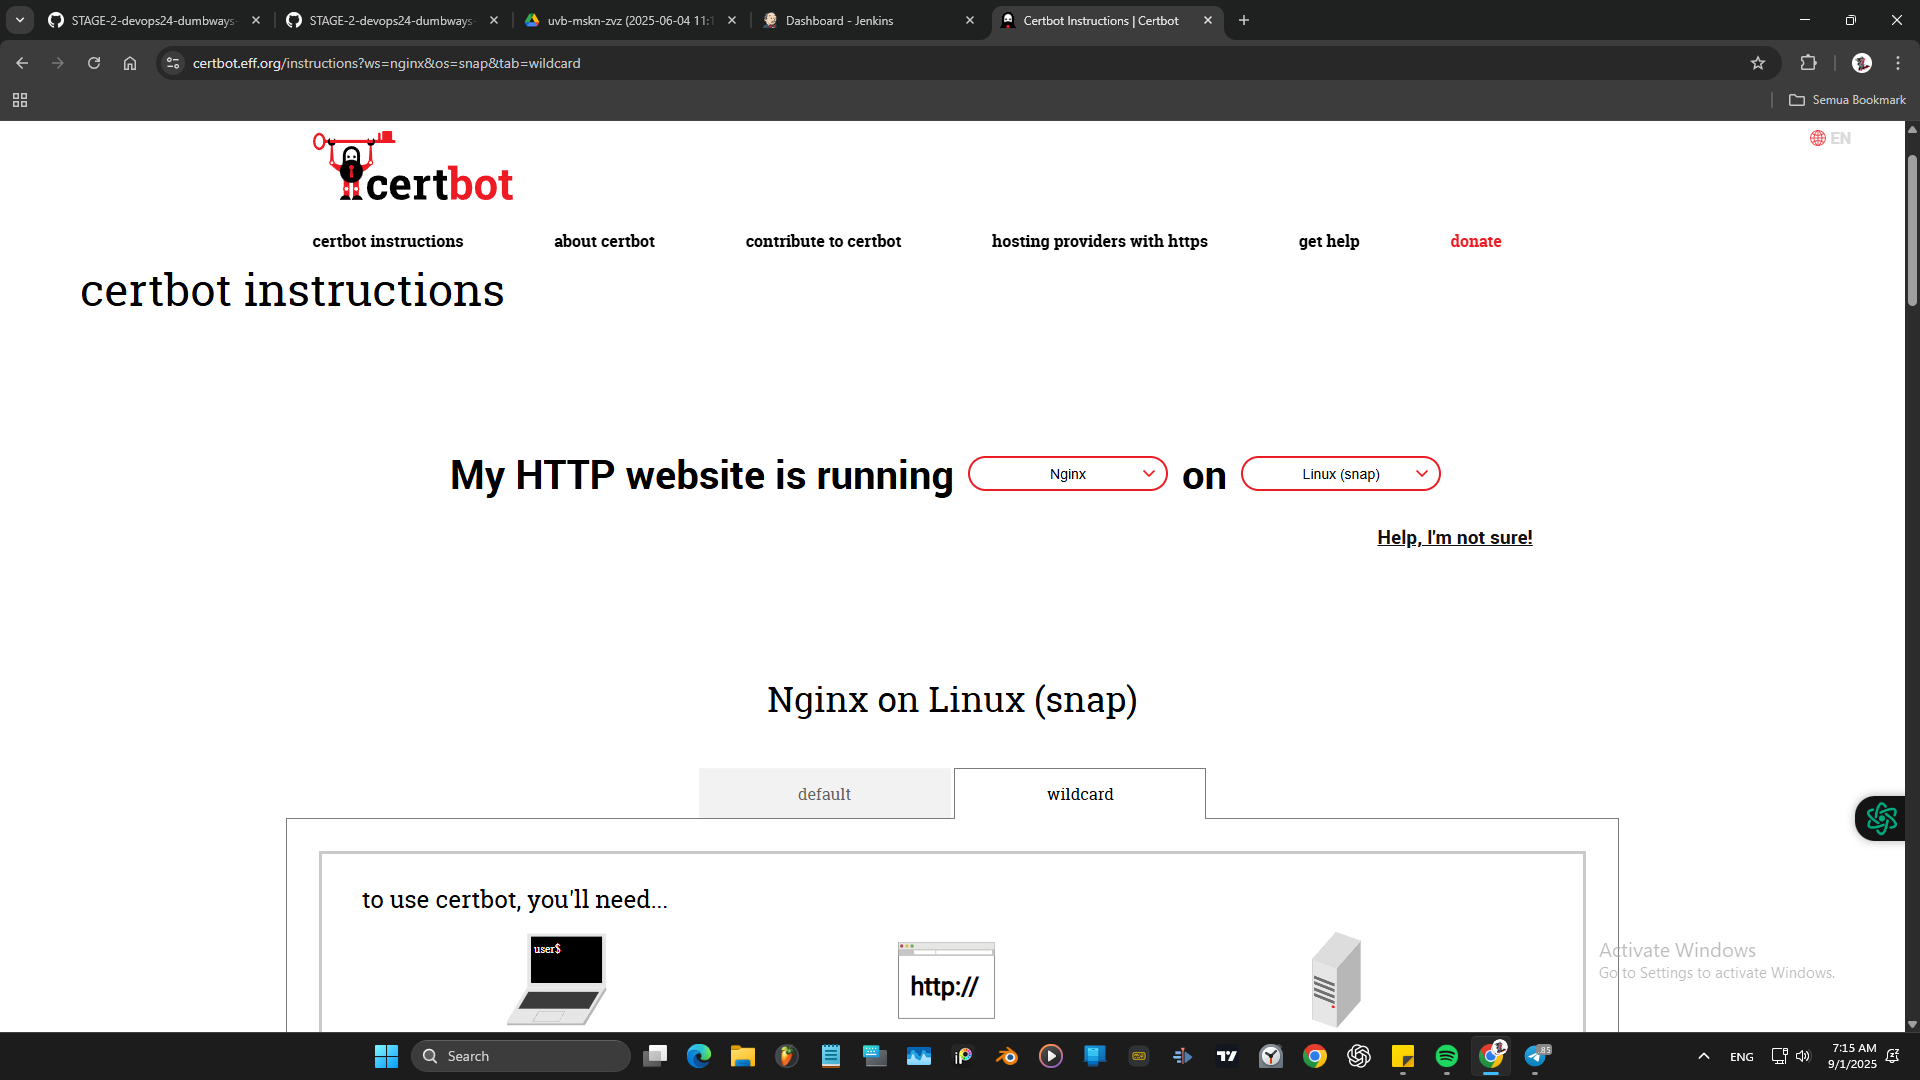 STAGE-2-devops24-dumbways-
STAGE-2-devops24-dumbways-
uvb-mskn-zvz (2025-06-04 11:1
Dashboard - Jenkins
Certbot Instructions | Certbot
certbot.eff.org/instructions?ws=nginx&os=snap&tab=wildcard
Semua Bookmark
EN
certbot
certbot instructions
about certbot
contribute to certbot
hosting providers with https
get help
donate
certbot instructions
My HTTP website is running Nginx on Linux (snap)
Help, I'm not sure!
Nginx on Linux (snap)
default
wildcard
to use certbot, you'll need...
user$
http://
Activate Windows
Go to Settings to activate Windows.
Search
ENG
7:15 AM
9/1/2025